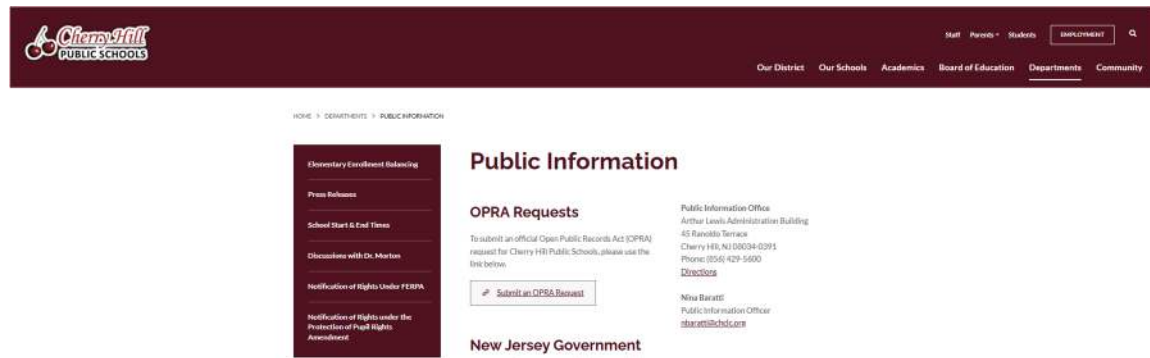 Cherry Hill
PUBLIC SCHOOLS
Staff Parents Students EMPLOYMENT
Our District Our Schools Academics Board of Education Departments Community
HOME > DEPARTMENTS > PUBLIC INFORMATION
Elementary Enrollment Balancing
Press Releases
School Start & End Times
Discussions with Dr. Morton
Notification of Rights Under FERPA
Notification of Rights under the
Protection of Pupil Rights
Amendment
Public Information
OPRA Requests
To submit an official Open Public Records Act (OPRA)
request for Cherry Hill Public Schools, please use the
link below.
Submit an OPRA Request
New Jersey Government
Public Information Office
Arthur Lewis Administration Building
45 Ranoldo Terrace
Cherry Hill, NJ 08034-0391
Phone: (856) 429-5600
Directions
Nina Baratti
Public Information Officer
nbaratti@chclc.org